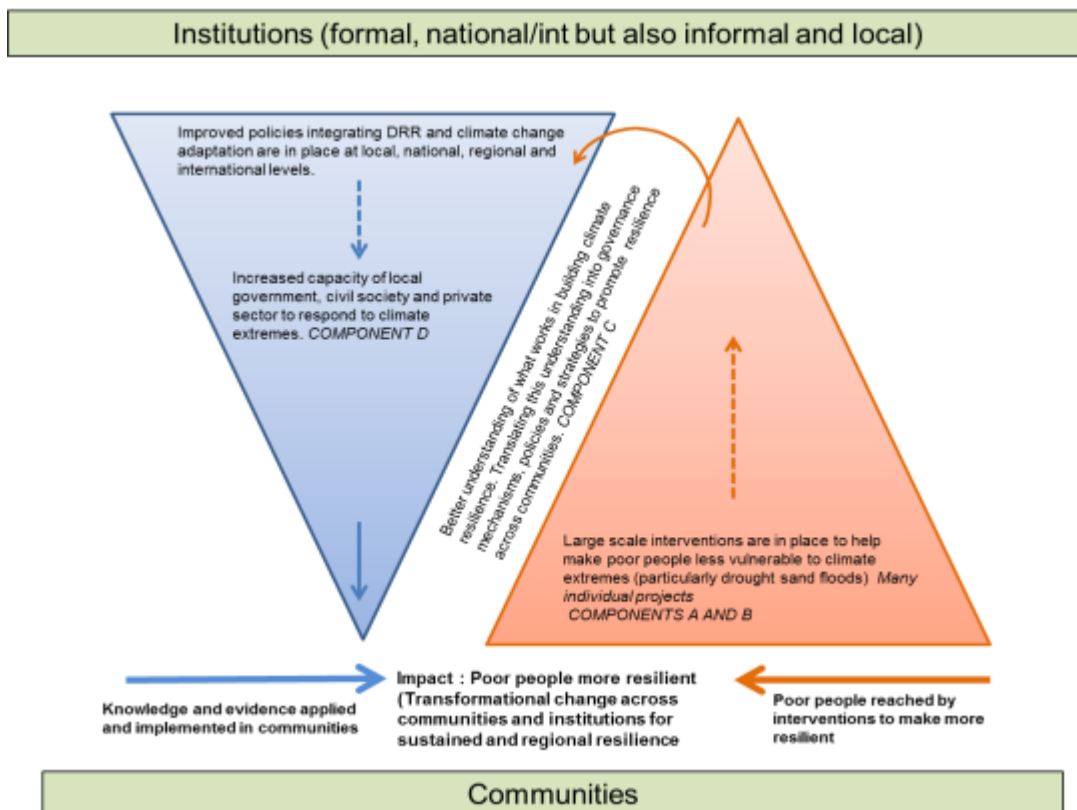 Institutions (formal, national/int but also informal and local)
Improved policies integrating DRR and climate change
adaptation are in place at local, national, regional and
international levels.
Increased capacity of local
government, civil society and private
sector to respond to climate
extremes. COMPONENT D
Better understanding of what works in building climate
resilience. Translating this understanding into governance
mechanisms, policies and strategies to promote resilience
across communities. COMPONENT C
Large scale interventions are in place to help
make poor people less vulnerable to climate
extremes (particularly drought sand floods) Many
individual projects
COMPONENTS A AND B
Knowledge and evidence applied
and implemented in communities
Impact : Poor people more resilient
(Transformational change across
communities and institutions for
sustained and regional resilience
Poor people reached by
interventions to make more
resilient
Communities